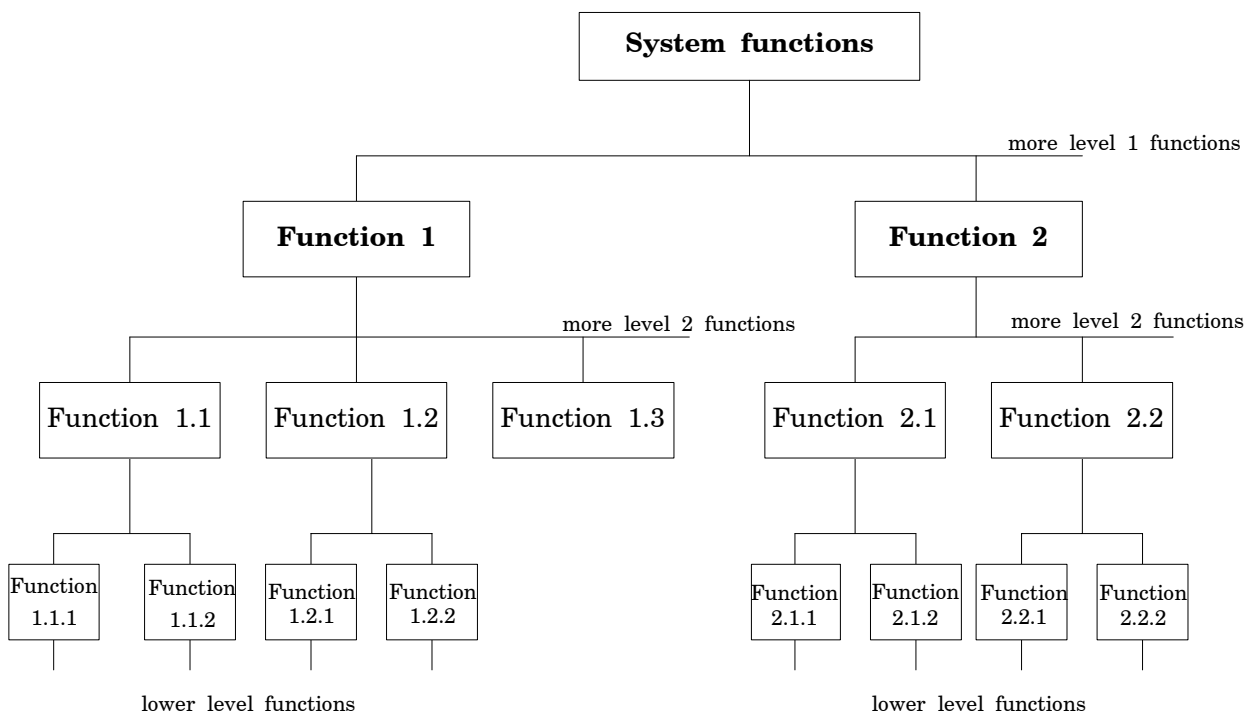 System functions
more level 1 functions
Function 1
Function 2
more level 2 functions
more level 2 functions
Function 1.1
Function 1.2
Function 1.3
Function 2.1
Function 2.2
Function
1.1.1
Function
1.1.2
Function
1.2.1
Function
1.2.2
Function
2.1.1
Function
2.1.2
Function
2.2.1
Function
2.2.2
lower level functions
lower level functions